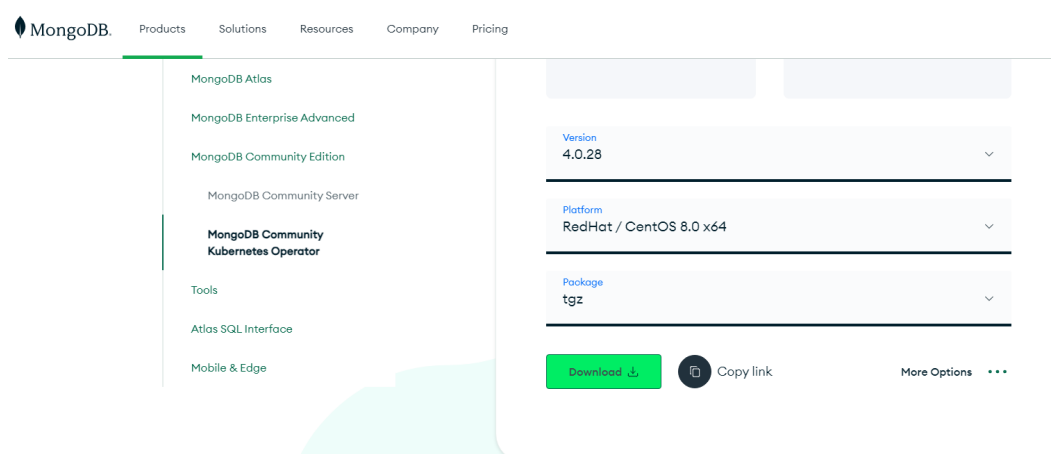 MongoDB.
Products
Solutions
Resources
Company
Pricing
MongoDB Atlas
MongoDB Enterprise Advanced
MongoDB Community Edition
MongoDB Community Server
MongoDB Community
Kubernetes Operator
Tools
Atlas SQL Interface
Mobile & Edge
Version
4.0.28
Platform
RedHat / CentOS 8.0 x64
Package
tgz
Download
Copy link
More Options